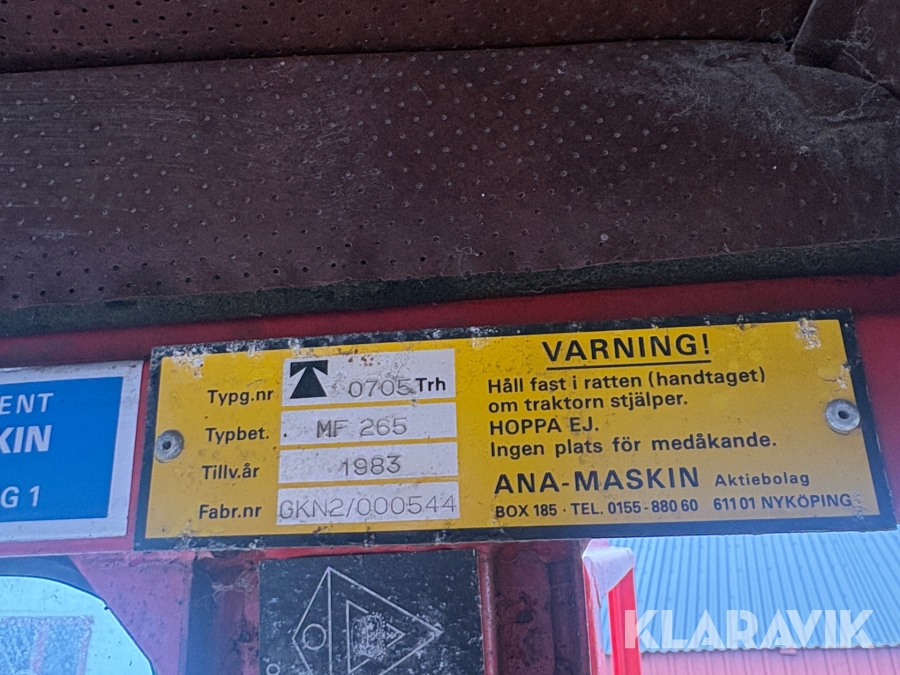 ENT
KIN
G 1
Typg.nr 0705 Trh
Typbet. MF 265
Tillv.år 1983
Fabr.nr GKN2/000544
VARNING!
Håll fast i ratten (handtaget)
om traktorn stjälper.
HOPPA EJ.
Ingen plats för medåkande.
ANA-MASKIN Aktiebolag
BOX 185 · TEL. 0155-880 60 611 01 NYKÖPING
KLARAVIK